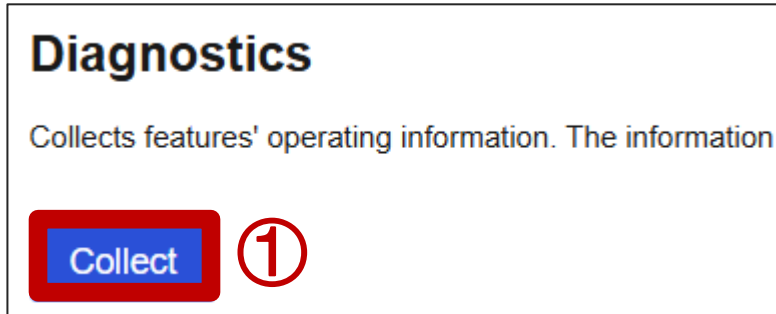 Diagnostics
Collects features' operating information. The information
Collect ①